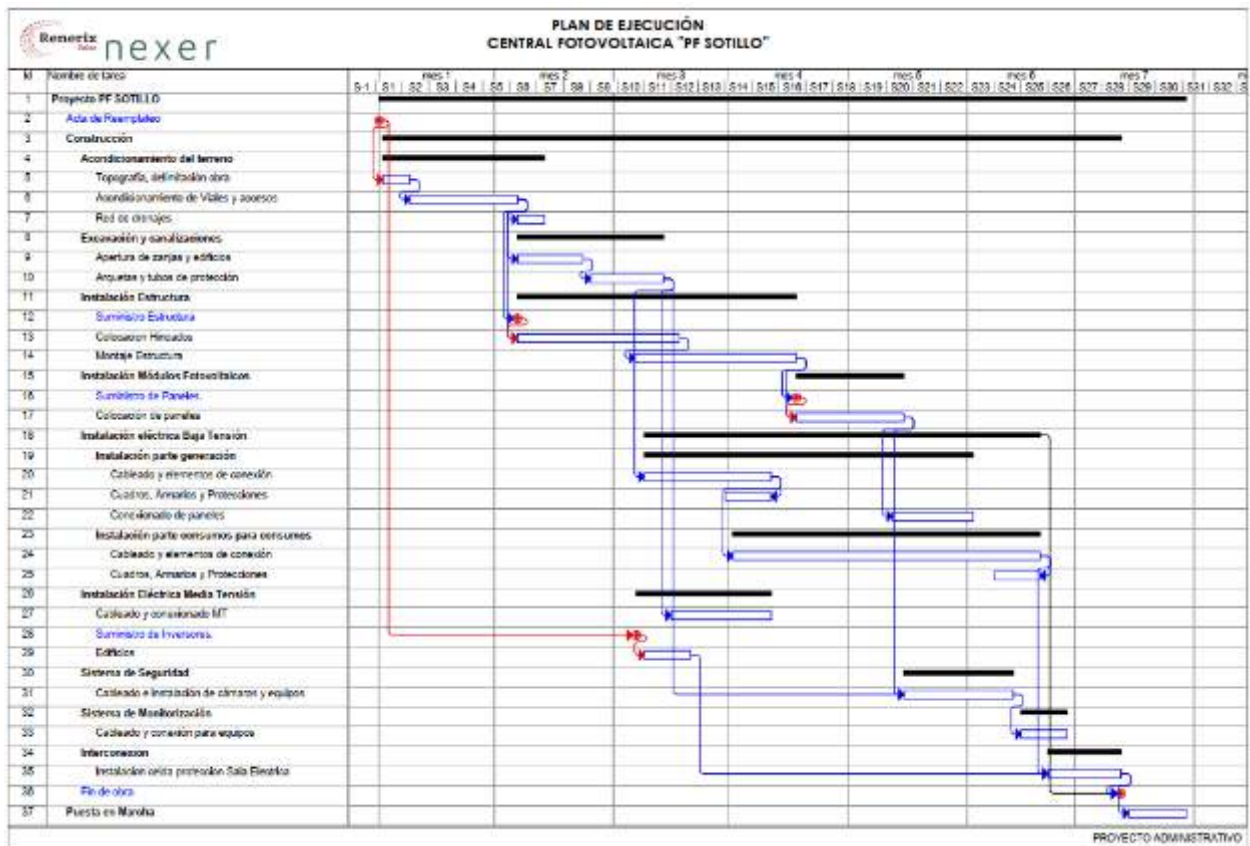 Renerix
Solar
nexer
PLAN DE EJECUCIÓN
CENTRAL FOTOVOLTAICA "PF SOTILLO"
Id Nombre de tarea mes 1 mes 2 mes 3 mes 4 mes 5 mes 6 mes 7
S-1 S1 S2 S3 S4 S5 S6 S7 S8 S9 S10 S11 S12 S13 S14 S15 S16 S17 S18 S19 S20 S21 S22 S23 S24 S25 S26 S27 S28 S29 S30 S31 S32
1 Proyecto PF SOTILLO
2 Acta de Reemplateo
3 Construcción
4 Acondicionamiento del terreno
5 Topografía, delimitación obra
6 Acondicionamiento de Viales y accesos
7 Red de drenajes
8 Excavación y canalizaciones
9 Apertura de zanjas y edificios
10 Arquetas y tubos de protección
11 Instalación Estructura
12 Suministro Estructura
13 Colocacion Hincados
14 Montaje Estructura
15 Instalación Módulos Fotovoltaicos
16 Suministro de Paneles.
17 Colocación de paneles
18 Instalación eléctrica Baja Tensión
19 Instalación parte generación
20 Cableado y elementos de conexión
21 Cuadros, Armarios y Protecciones
22 Conexionado de paneles
23 Instalación parte consumos para consumos
24 Cableado y elementos de conexión
25 Cuadros, Armarios y Protecciones
26 Instalación Eléctrica Media Tensión
27 Cableado y conexionado MT
28 Suministro de Inversores.
29 Edificios
30 Sistema de Seguridad
31 Cableado e instalación de cámaras y equipos
32 Sistema de Monitorización
33 Cableado y conexión para equipos
34 Interconexion
35 Instalacion celda proteccion Sala Electrica
36 Fin de obra
37 Puesta en Marcha
PROYECTO ADMINISTRATIVO